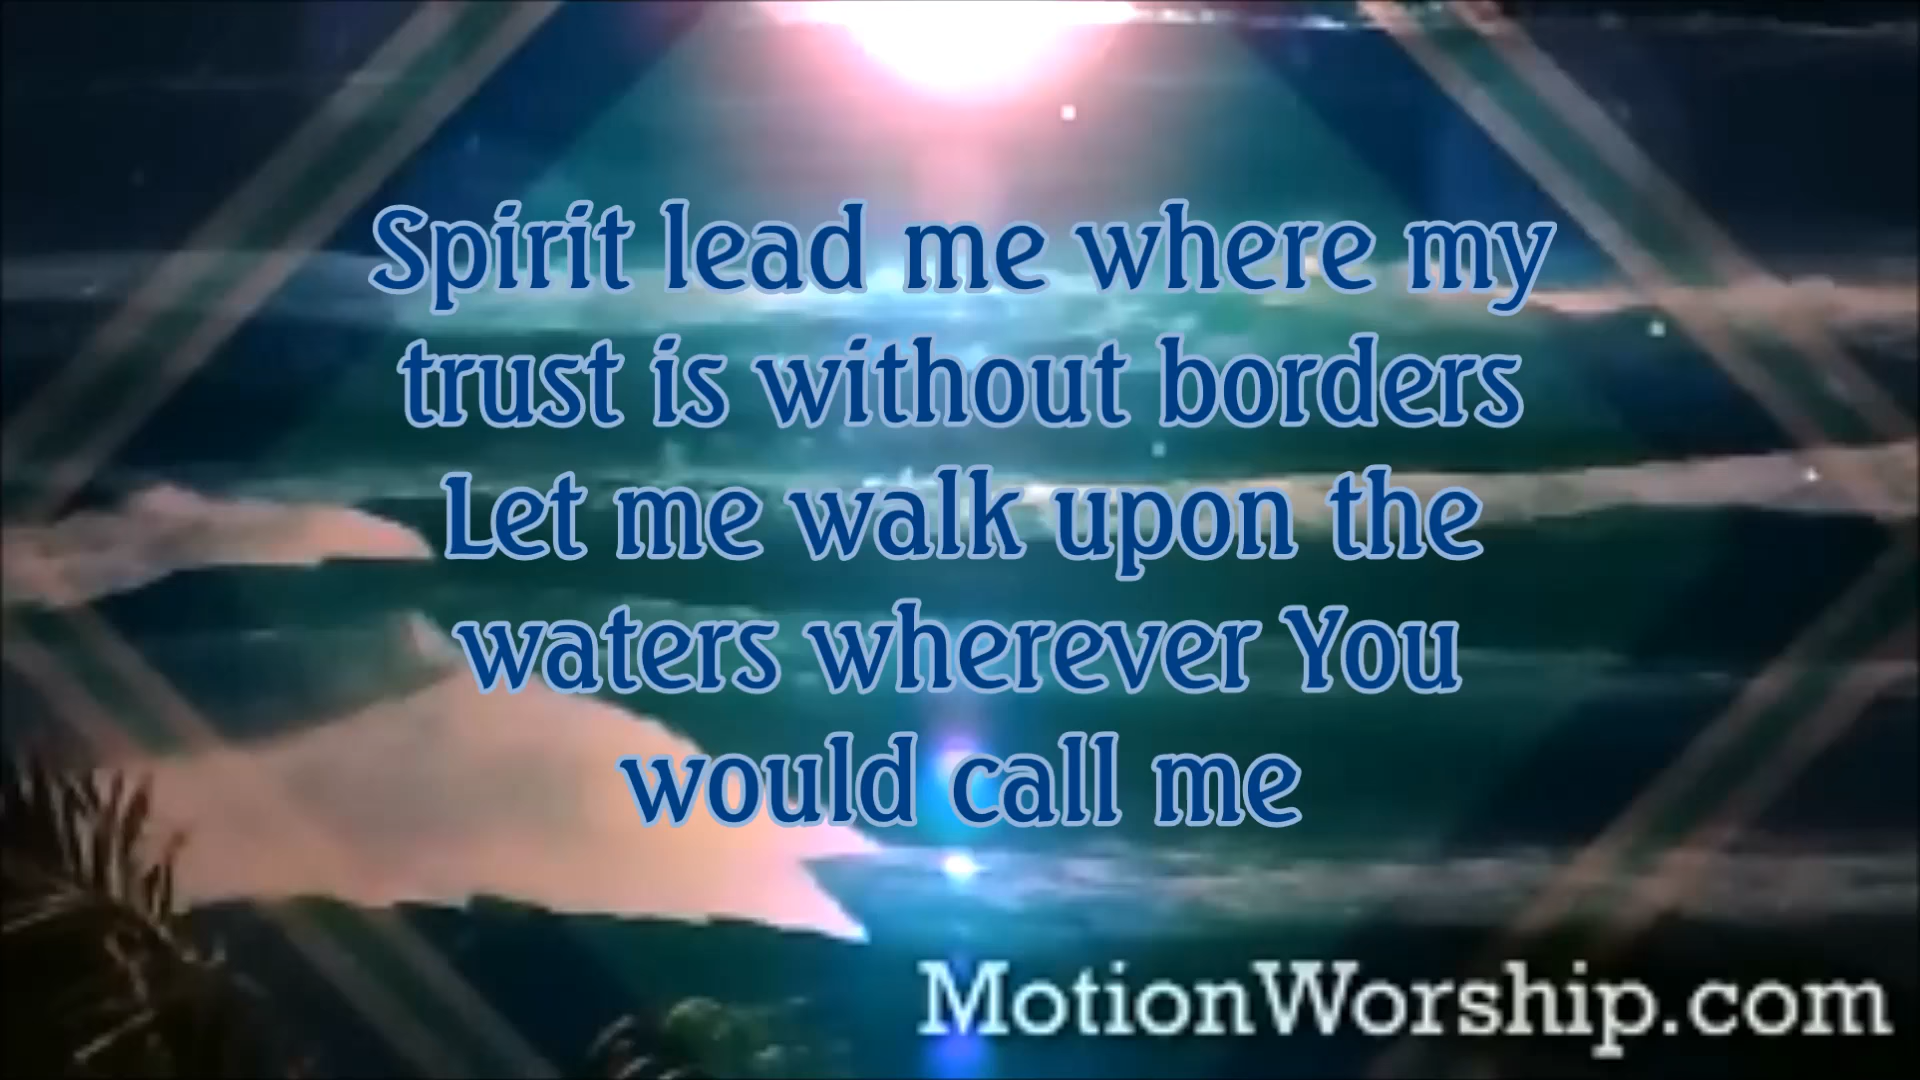 Spirit lead me where my
trust is without borders
Let me walk upon the
waters wherever You
would call me
MotionWorship.com